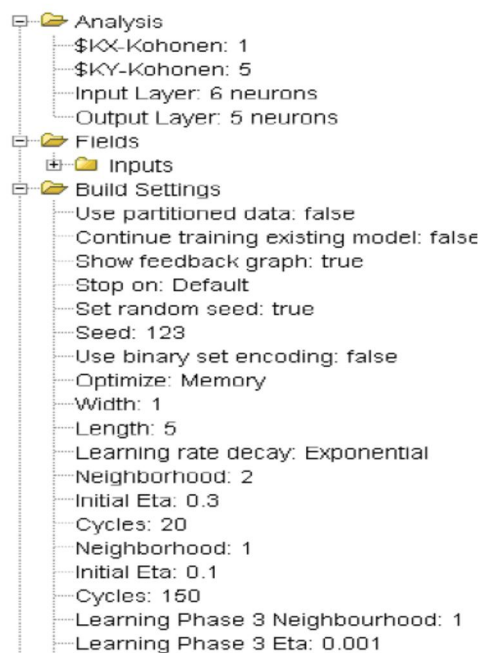 Analysis
$KX-Kohonen: 1
$KY-Kohonen: 5
Input Layer: 6 neurons
Output Layer: 5 neurons
Fields
Inputs
Build Settings
Use partitioned data: false
Continue training existing model: false
Show feedback graph: true
Stop on: Default
Set random seed: true
Seed: 123
Use binary set encoding: false
Optimize: Memory
Width: 1
Length: 5
Learning rate decay: Exponential
Neighborhood: 2
Initial Eta: 0.3
Cycles: 20
Neighborhood: 1
Initial Eta: 0.1
Cycles: 150
Learning Phase 3 Neighbourhood: 1
Learning Phase 3 Eta: 0.001